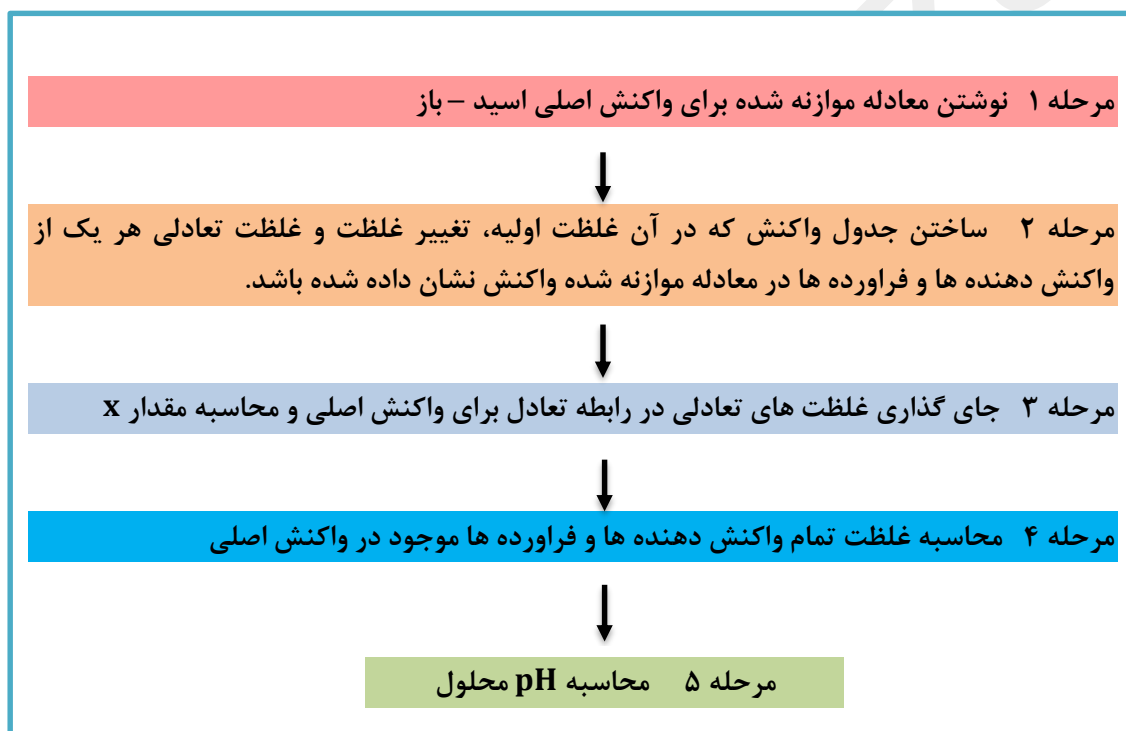 مرحله ۱ نوشتن معادله موازنه شده برای واکنش اصلی اسید – باز
مرحله ۲ ساختن جدول واکنش که در آن غلظت اولیه، تغییر غلظت و غلظت تعادلی هر یک از
واکنش دهنده ها و فراورده ها در معادله موازنه شده واکنش نشان داده شده باشد.
مرحله ۳ جای گذاری غلظت های تعادلی در رابطه تعادل برای واکنش اصلی و محاسبه مقدار x
مرحله ۴ محاسبه غلظت تمام واکنش دهنده ها و فراورده ها موجود در واکنش اصلی
مرحله ۵ محاسبه pH محلول